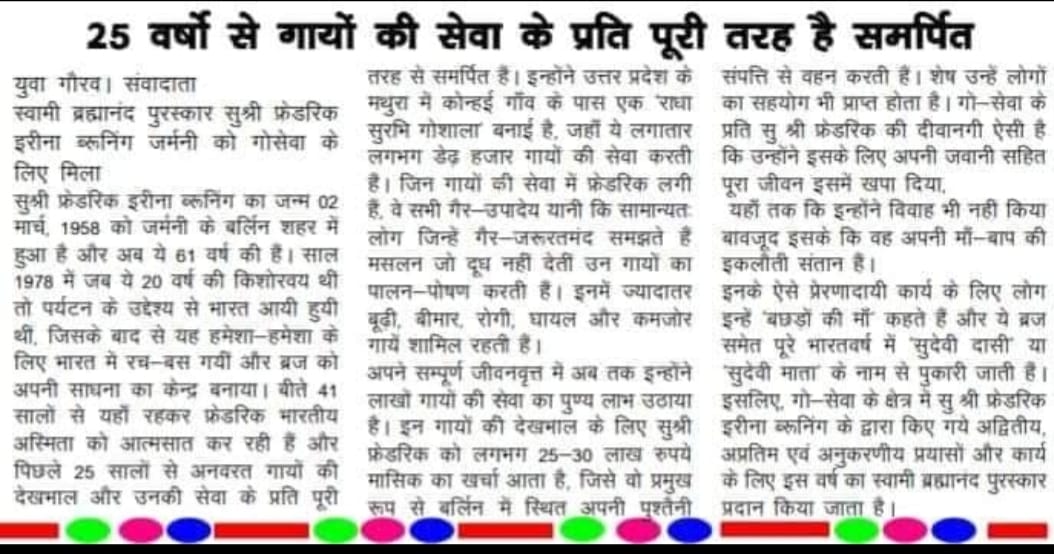 25 वर्षो से गायों की सेवा के प्रति पूरी तरह है समर्पित
युवा गौरव। संवादाता
स्वामी ब्रह्मानंद पुरस्कार सुश्री फ्रेडरिक
इरीना ब्रूनिंग जर्मनी को गोसेवा के
लिए मिला
सुश्री फ्रेडरिक इरीना ब्रूनिंग का जन्म 02
मार्च, 1958 को जर्मनी के बर्लिन शहर में
हुआ है और अब ये 61 वर्ष की हैं। साल
1978 में जब ये 20 वर्ष की किशोरवय थी
तो पर्यटन के उद्देश्य से भारत आयी हुयी
थीं, जिसके बाद से यह हमेशा–हमेशा के
लिए भारत में रच–बस गयीं और ब्रज को
अपनी साधना का केन्द्र बनाया। बीते 41
सालों से यहाँ रहकर फ्रेडरिक भारतीय
अस्मिता को आत्मसात कर रही हैं और
पिछले 25 सालों से अनवरत गायों की
देखभाल और उनकी सेवा के प्रति पूरी
तरह से समर्पित हैं। इन्होंने उत्तर प्रदेश के
मथुरा में कोन्हई गाँव के पास एक 'राधा
सुरभि गोशाला' बनाई है, जहाँ ये लगातार
लगभग डेढ़ हजार गायों की सेवा करती
हैं। जिन गायों की सेवा में फ्रेडरिक लगी
हैं, वे सभी गैर–उपादेय यानी कि सामान्यतः
लोग जिन्हें गैर–जरूरतमंद समझते हैं
मसलन जो दूध नहीं देतीं उन गायों का
पालन–पोषण करती हैं। इनमें ज्यादातर
बूढ़ी, बीमार, रोगी, घायल और कमजोर
गायें शामिल रहती हैं।
अपने सम्पूर्ण जीवनवृत्त में अब तक इन्होंने
लाखों गायों की सेवा का पुण्य लाभ उठाया
है। इन गायों की देखभाल के लिए सुश्री
फ्रेडरिक को लगभग 25–30 लाख रुपये
मासिक का खर्चा आता है, जिसे वो प्रमुख
रूप से बर्लिन में स्थित अपनी पुश्तैनी
संपत्ति से वहन करती हैं। शेष उन्हें लोगों
का सहयोग भी प्राप्त होता है। गो–सेवा के
प्रति सु श्री फ्रेडरिक की दीवानगी ऐसी है
कि उन्होंने इसके लिए अपनी जवानी सहित
पूरा जीवन इसमें खपा दिया,
यहाँ तक कि इन्होंने विवाह भी नही किया
बावजूद इसके कि वह अपनी माँ–बाप की
इकलौती संतान हैं।
इनके ऐसे प्रेरणादायी कार्य के लिए लोग
इन्हें 'बछड़ों की माँ' कहते हैं और ये ब्रज
समेत पूरे भारतवर्ष में 'सुदेवी दासी' या
'सुदेवी माता' के नाम से पुकारी जाती हैं।
इसलिए, गो–सेवा के क्षेत्र में सु श्री फ्रेडरिक
इरीना ब्रूनिंग के द्वारा किए गये अद्वितीय,
अप्रतिम एवं अनुकरणीय प्रयासों और कार्य
के लिए इस वर्ष का स्वामी ब्रह्मानंद पुरस्कार
प्रदान किया जाता है।